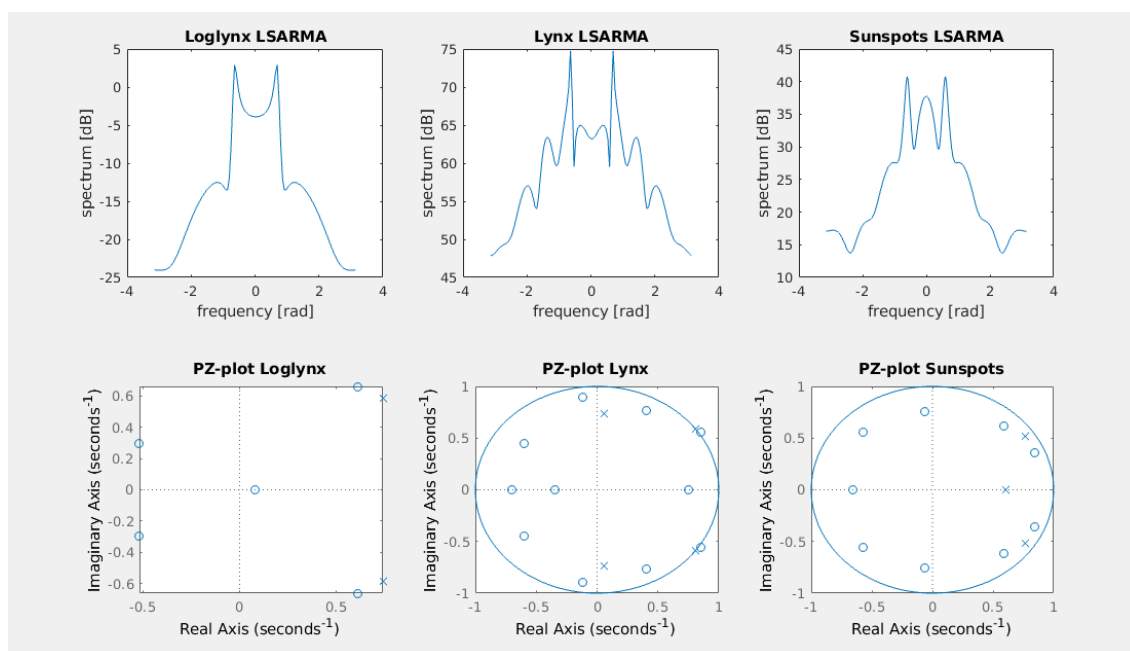 Loglynx LSARMA
5
0
-5
-10
-15
-20
-25
spectrum [dB]
-4 -2 0 2 4
frequency [rad]
Lynx LSARMA
75
70
65
60
55
50
45
spectrum [dB]
-4 -2 0 2 4
frequency [rad]
Sunspots LSARMA
45
40
35
30
25
20
15
10
spectrum [dB]
-4 -2 0 2 4
frequency [rad]
PZ-plot Loglynx
0.6
0.4
0.2
0
-0.2
-0.4
-0.6
Imaginary Axis (seconds-1)
-0.5 0 0.5
Real Axis (seconds-1)
PZ-plot Lynx
1
0.5
0
-0.5
-1
Imaginary Axis (seconds-1)
-1 -0.5 0 0.5 1
Real Axis (seconds-1)
PZ-plot Sunspots
1
0.5
0
-0.5
-1
Imaginary Axis (seconds-1)
-1 -0.5 0 0.5 1
Real Axis (seconds-1)